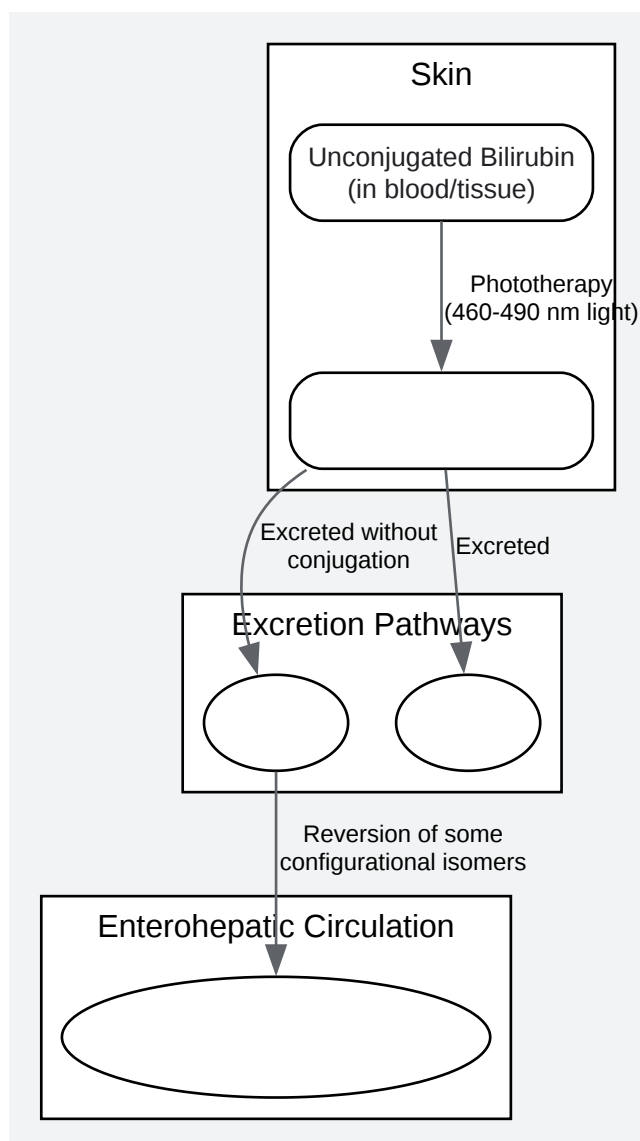 Skin
Unconjugated Bilirubin
(in blood/tissue)
Phototherapy
(460-490 nm light)
Excreted without
conjugation
Excreted
Excretion Pathways
Reversion of some
configurational isomers
Enterohepatic Circulation